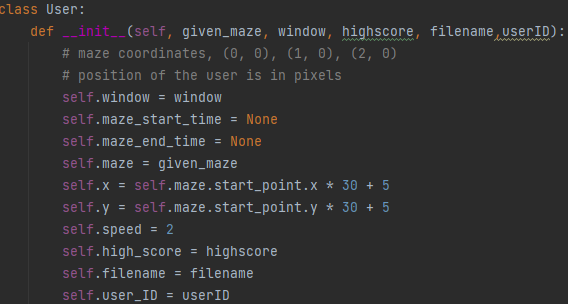 class User:
    def __init__(self, given_maze, window, highscore, filename,userID):
        # maze coordinates, (0, 0), (1, 0), (2, 0)
        # position of the user is in pixels
        self.window = window
        self.maze_start_time = None
        self.maze_end_time = None
        self.maze = given_maze
        self.x = self.maze.start_point.x * 30 + 5
        self.y = self.maze.start_point.y * 30 + 5
        self.speed = 2
        self.high_score = highscore
        self.filename = filename
        self.user_ID = userID